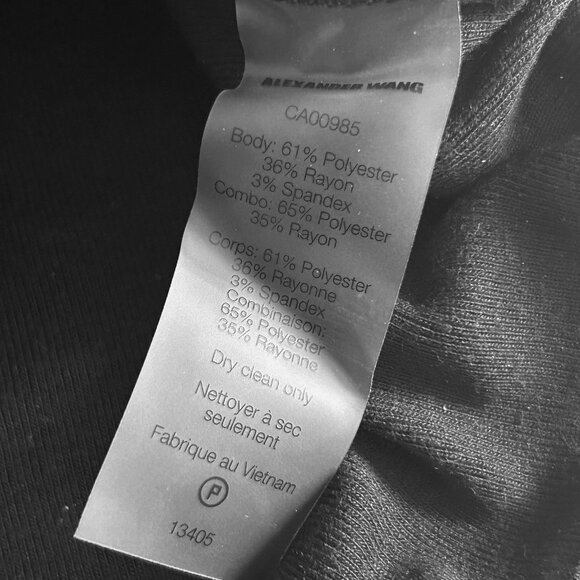 ALEXANDER WANG
CA00985
Body: 61% Polyester
36% Rayon
3% Spandex
Combo: 65% Polyester
35% Rayon
Corps: 61% Polyester
36% Rayonne
3% Spandex
Combinaison:
65% Polyester
35% Rayonne
Dry clean only
Nettoyer à sec
seulement
Fabrique au Vietnam
P
13405